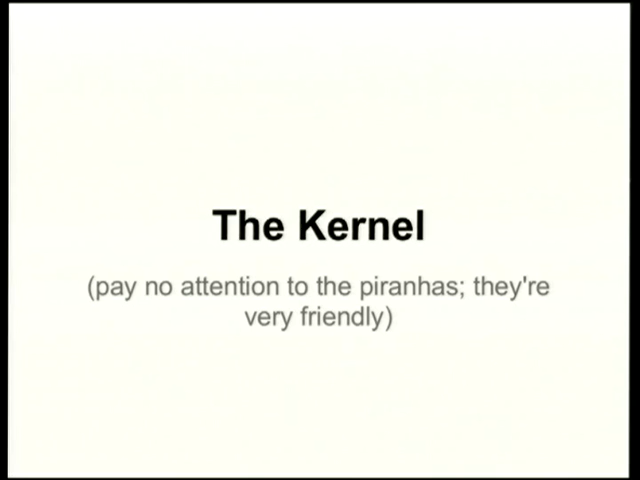 The Kernel
(pay no attention to the piranhas; they're
very friendly)